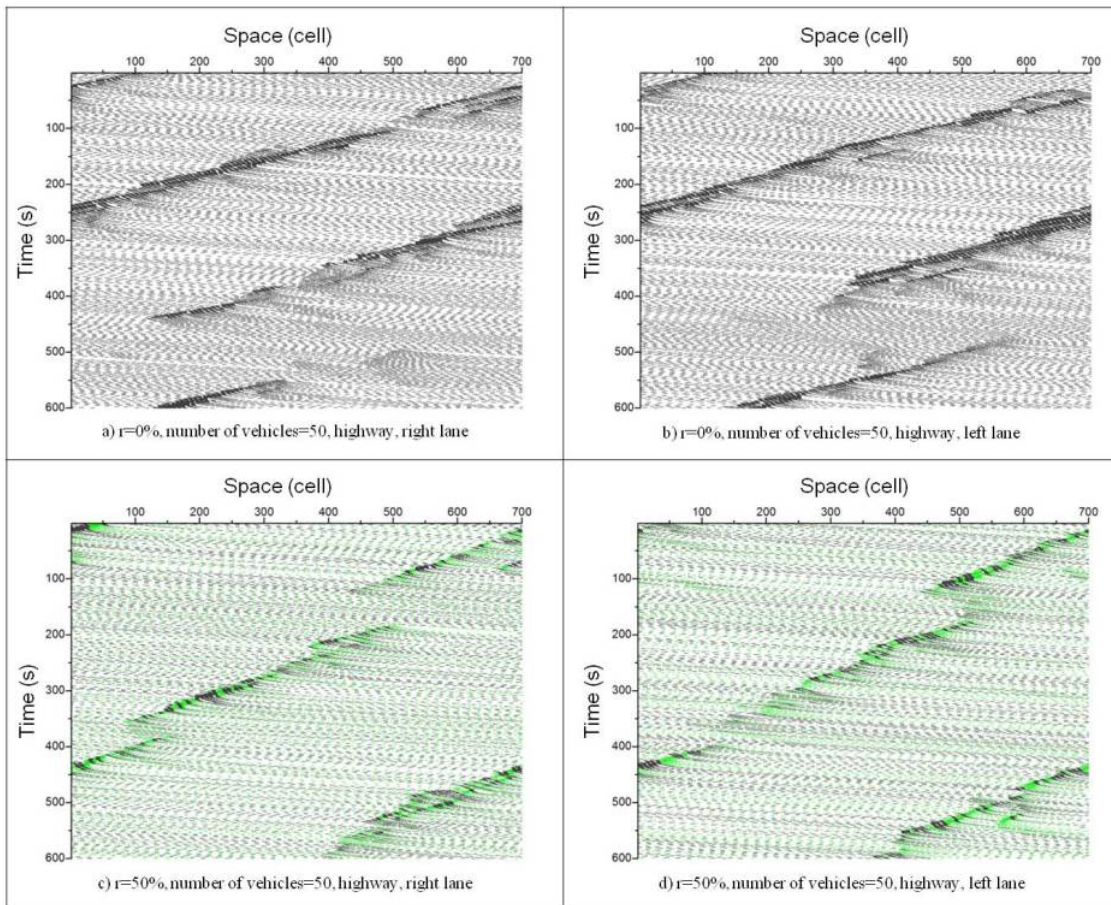 Space (cell)
100 200 300 400 500 600 700
Time (s)
100
200
300
400
500
600
a) r=0%, number of vehicles=50, highway, right lane
Space (cell)
100 200 300 400 500 600 700
Time (s)
100
200
300
400
500
600
b) r=0%, number of vehicles=50, highway, left lane
Space (cell)
100 200 300 400 500 600 700
Time (s)
100
200
300
400
500
600
c) r=50%, number of vehicles=50, highway, right lane
Space (cell)
100 200 300 400 500 600 700
Time (s)
100
200
300
400
500
600
d) r=50%, number of vehicles=50, highway, left lane